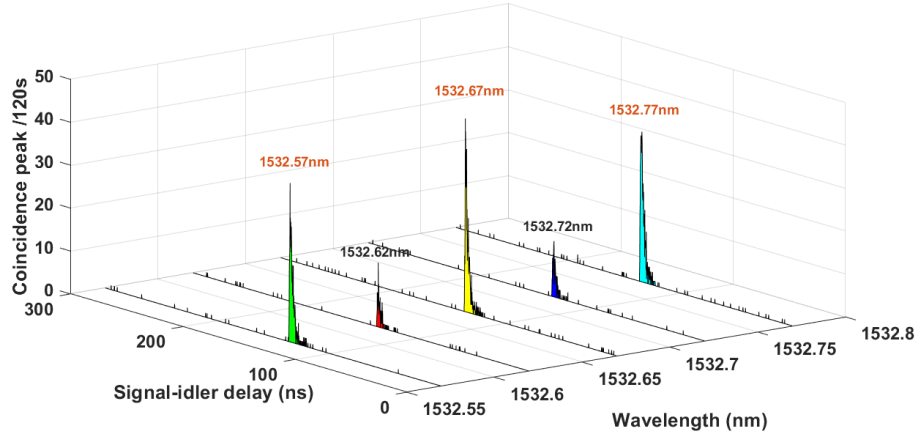 50
40
30
20
10
0
Coincidence peak /120s
1532.67nm
1532.77nm
1532.57nm
1532.72nm
1532.62nm
300
200
100
0
Signal-idler delay (ns)
1532.55
1532.6
1532.65
1532.7
1532.75
1532.8
Wavelength (nm)